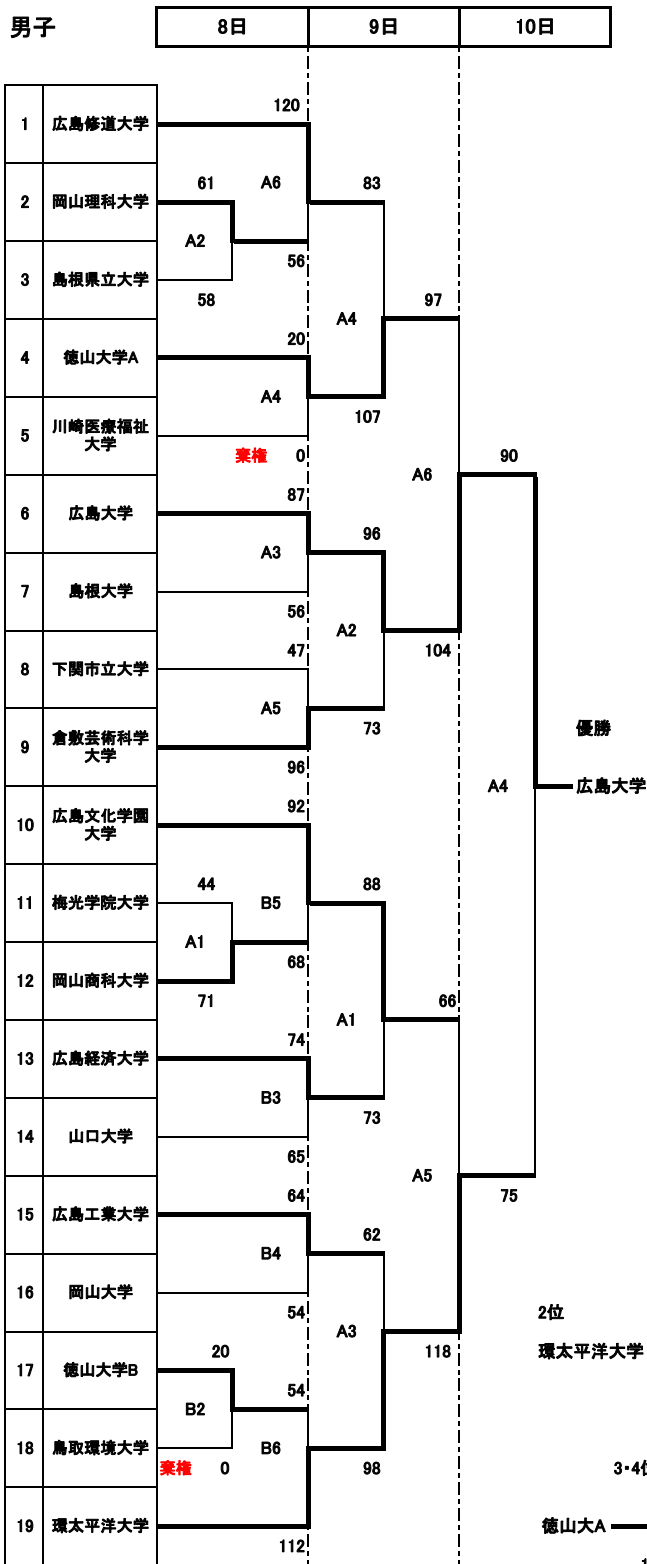 男子
8日 9日 10日
120
1 広島修道大学
61 A6 83
2 岡山理科大学
A2
56
3 島根県立大学
58
97
A4
20
4 徳山大学A
A4
107
5 川崎医療福祉
大学
棄権 0
A6
90
87
6 広島大学
96
A3
7 島根大学
56
A2
47
104
8 下関市立大学
A5
73
優勝
9 倉敷芸術科学
大学
96
A4
広島大学
92
10 広島文化学園
大学
44
88
11 梅光学院大学
B5
A1
68
12 岡山商科大学
71
66
A1
74
13 広島経済大学
B3
73
14 山口大学
65
A5
64
75
15 広島工業大学
62
B4
16 岡山大学
54
2位
A3
20
118
環太平洋大学
17 徳山大学B
54
B2
B6
18 鳥取環境大学
棄権 0
98
3・4位
19 環太平洋大学
徳山大A
112